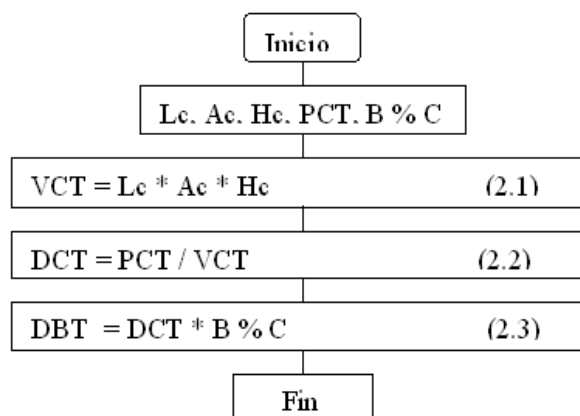 Inicio
Lc, Ac, Hc, PCT, B % C
VCT = Lc * Ac * Hc (2.1)
DCT = PCT / VCT (2.2)
DBT = DCT * B % C (2.3)
Fin